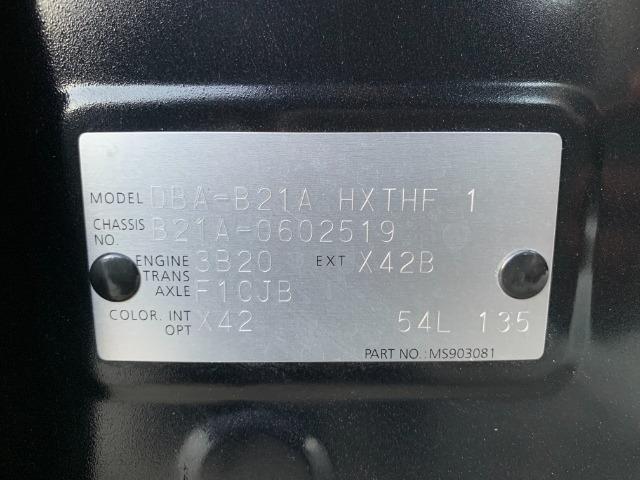 MODEL DBA-B21A HXTHF 1
CHASSIS NO. B21A-0602519
ENGINE 3B20 EXT X42B
TRANS AXLE F1CJB
COLOR. INT OPT X42 54L 135
PART NO.:MS903081